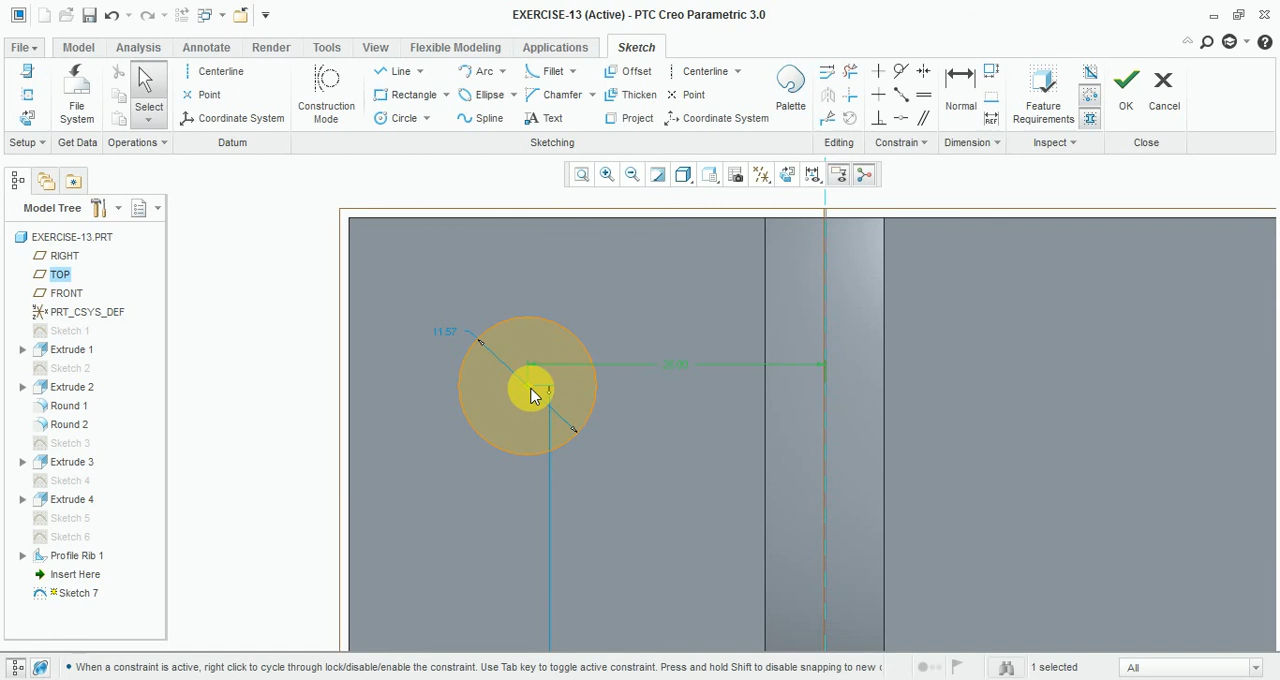 EXERCISE-13 (Active) - PTC Creo Parametric 3.0
File Model Analysis Annotate Render Tools View Flexible Modeling Applications Sketch
Centerline Line Arc Fillet Offset Centerline
Point Rectangle Ellipse Chamfer Thicken Point
Coordinate System Circle Spline Text Project Coordinate System
File System
Select
Construction Mode
Palette
Normal
Feature Requirements
OK
Cancel
Setup Get Data Operations Datum Sketching Editing Constrain Dimension Inspect Close
Model Tree
EXERCISE-13.PRT
RIGHT
TOP
FRONT
PRT_CSYS_DEF
Sketch 1
Extrude 1
Sketch 2
Extrude 2
Round 1
Round 2
Sketch 3
Extrude 3
Sketch 4
Extrude 4
Sketch 5
Sketch 6
Profile Rib 1
Insert Here
Sketch 7
11.57
When a constraint is active, right click to cycle through lock/disable/enable the constraint. Use Tab key to toggle active constraint. Press and hold Shift to disable snapping to new c
1 selected
All